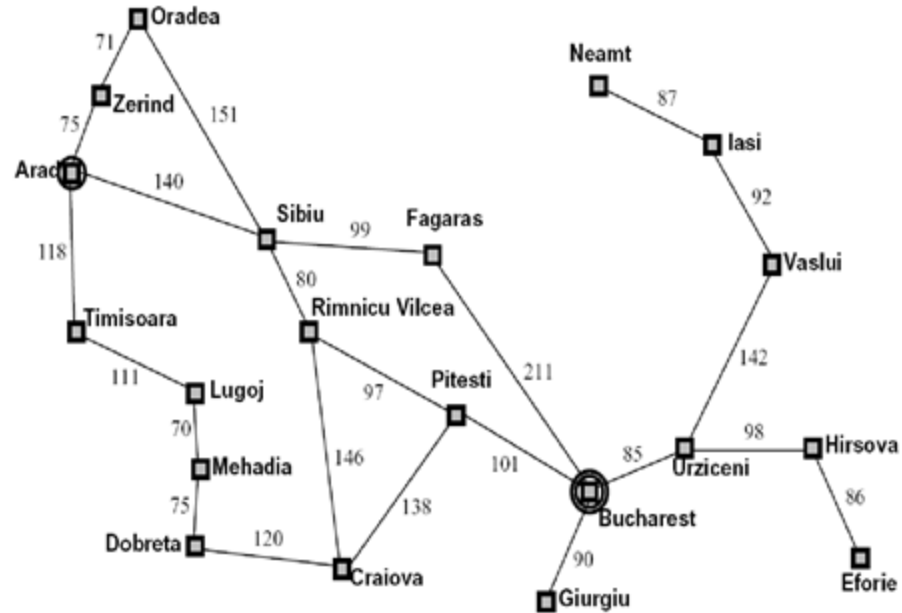 Oradea
71
Neamt
87
Zerind
151
75
Iasi
Arad
140
92
Sibiu
Fagaras
99
118
Vaslui
80
Rimnicu Vilcea
Timisoara
142
111
Pitesti
211
97
Lugoj
70
98
Hirsova
85
146
101
Urziceni
Mehadia
86
75
138
Bucharest
Dobreta
120
90
Craiova
Eforie
Giurgiu